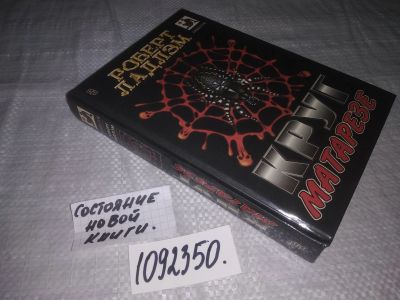 РОБЕРТ
ЛАДЛЭМ
КРУГ
МАТАРЕЗЕ
СОСТОЯНИЕ
НОВОЙ
КНИГИ.
1092350.